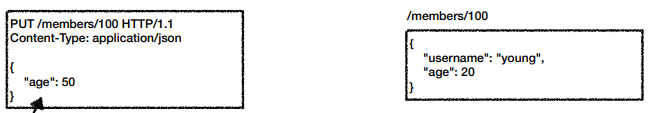 PUT /members/100 HTTP/1.1
Content-Type: application/json
{
"age": 50
}
/members/100
{
"username": "young",
"age": 20
}